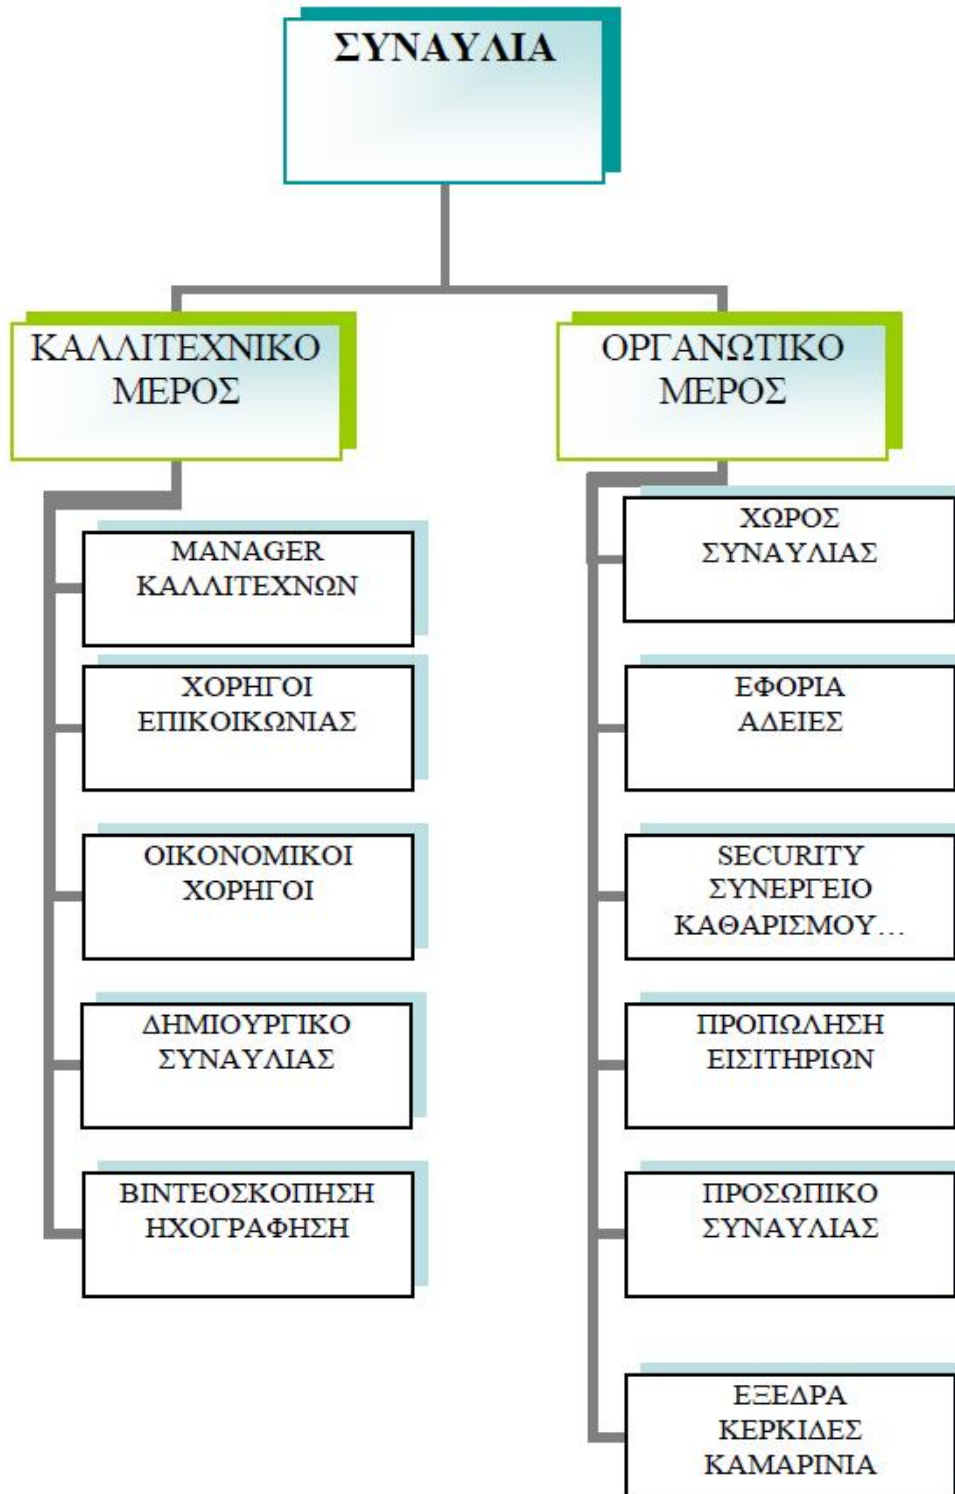 ΣΥΝΑΥΛΙΑ
ΚΑΛΛΙΤΕΧΝΙΚΟ
ΜΕΡΟΣ
MANAGER
ΚΑΛΛΙΤΕΧΝΩΝ
ΧΟΡΗΓΟΙ
ΕΠΙΚΟΙΚΩΝΙΑΣ
ΟΙΚΟΝΟΜΙΚΟΙ
ΧΟΡΗΓΟΙ
ΔΗΜΙΟΥΡΓΙΚΟ
ΣΥΝΑΥΛΙΑΣ
ΒΙΝΤΕΟΣΚΟΠΗΣΗ
ΗΧΟΓΡΑΦΗΣΗ
ΟΡΓΑΝΩΤΙΚΟ
ΜΕΡΟΣ
ΧΩΡΟΣ
ΣΥΝΑΥΛΙΑΣ
ΕΦΟΡΙΑ
ΑΔΕΙΕΣ
SECURITY
ΣΥΝΕΡΓΕΙΟ
ΚΑΘΑΡΙΣΜΟΥ…
ΠΡΟΠΩΛΗΣΗ
ΕΙΣΙΤΗΡΙΩΝ
ΠΡΟΣΩΠΙΚΟ
ΣΥΝΑΥΛΙΑΣ
ΕΞΕΔΡΑ
ΚΕΡΚΙΔΕΣ
ΚΑΜΑΡΙΝΙΑ